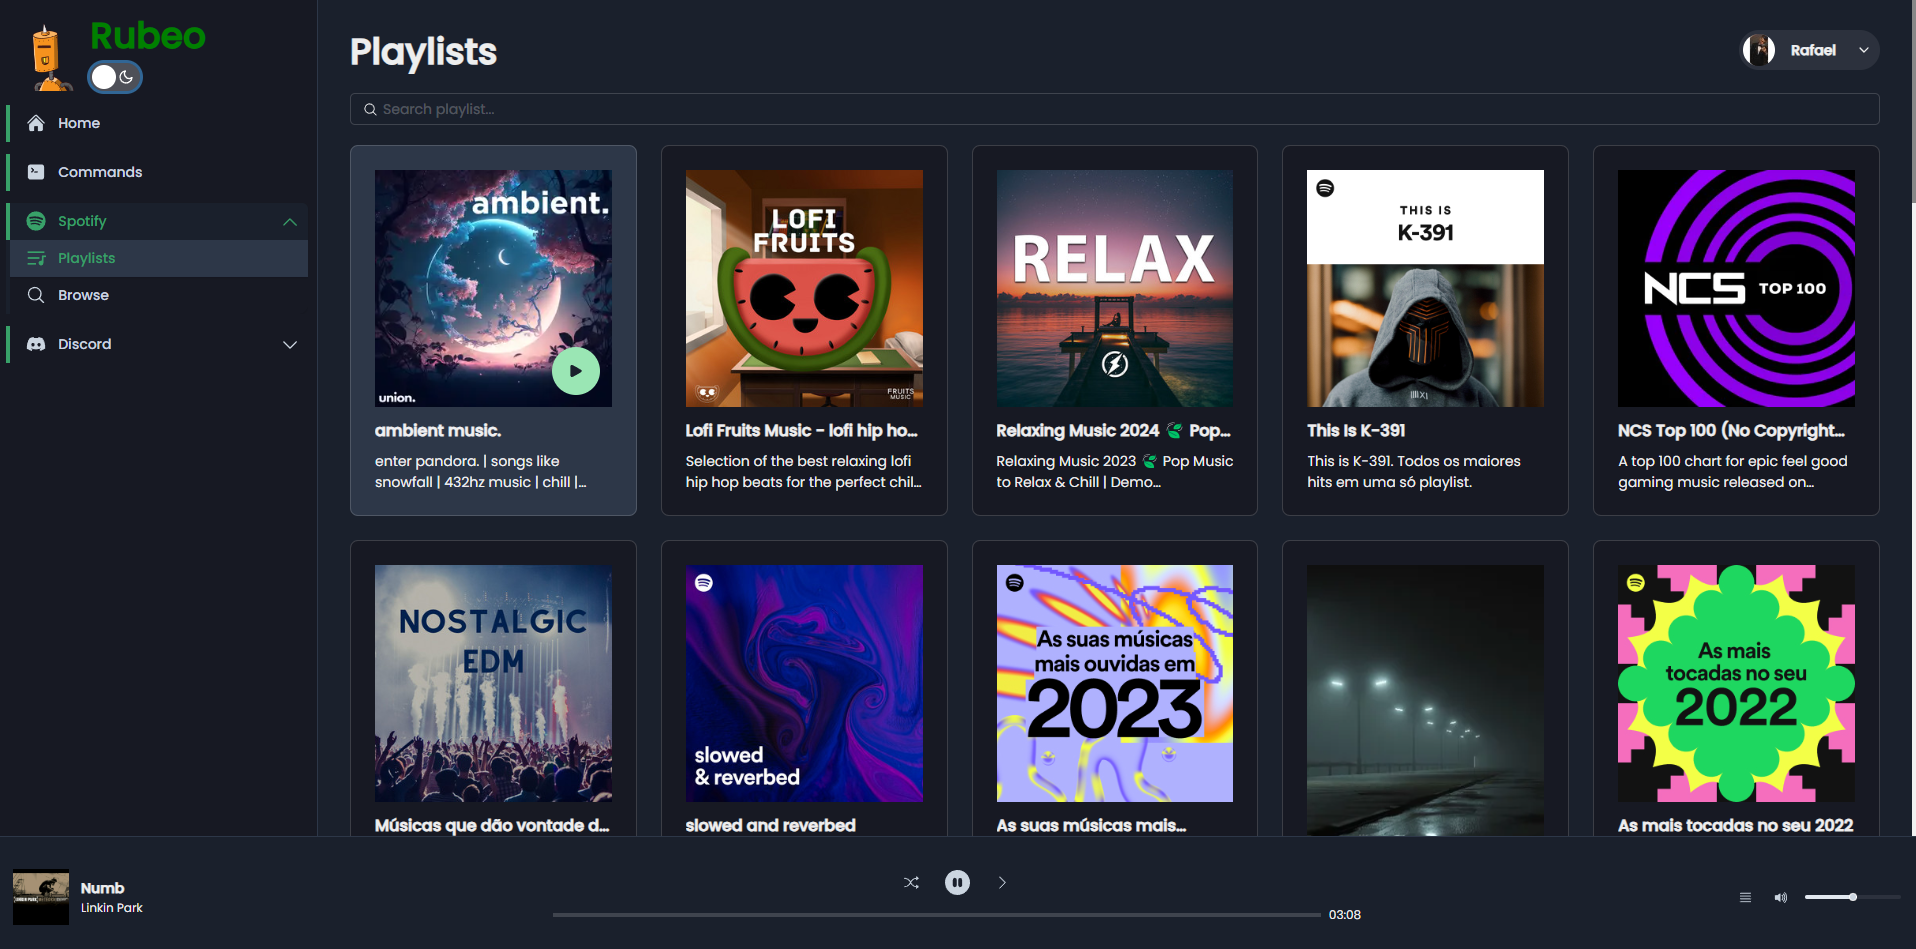 Rubeo
Home
Commands
Spotify
Playlists
Browse
Discord
Playlists
Rafael
Search playlist...
ambient.
union.
ambient music.
enter pandora. | songs like
snowfall | 432hz music | chill |...
LOFI
FRUITS
FRUITS
MUSIC
Lofi Fruits Music - lofi hip ho...
Selection of the best relaxing lofi
hip hop beats for the perfect chil...
RELAX
Relaxing Music 2024 🍃 Pop...
Relaxing Music 2023 🍃 Pop Music
to Relax & Chill | Demo...
THIS IS
K-391
This Is K-391
This is K-391. Todos os maiores
hits em uma só playlist.
NCS TOP 100
NCS Top 100 (No Copyright...
A top 100 chart for epic feel good
gaming music released on...
NOSTALGIC
EDM
Músicas que dão vontade d...
slowed
& reverbed
slowed and reverbed
As suas músicas
mais ouvidas em
2023
As suas músicas mais...
As mais
tocadas no seu
2022
As mais tocadas no seu 2022
Numb
Linkin Park
03:08